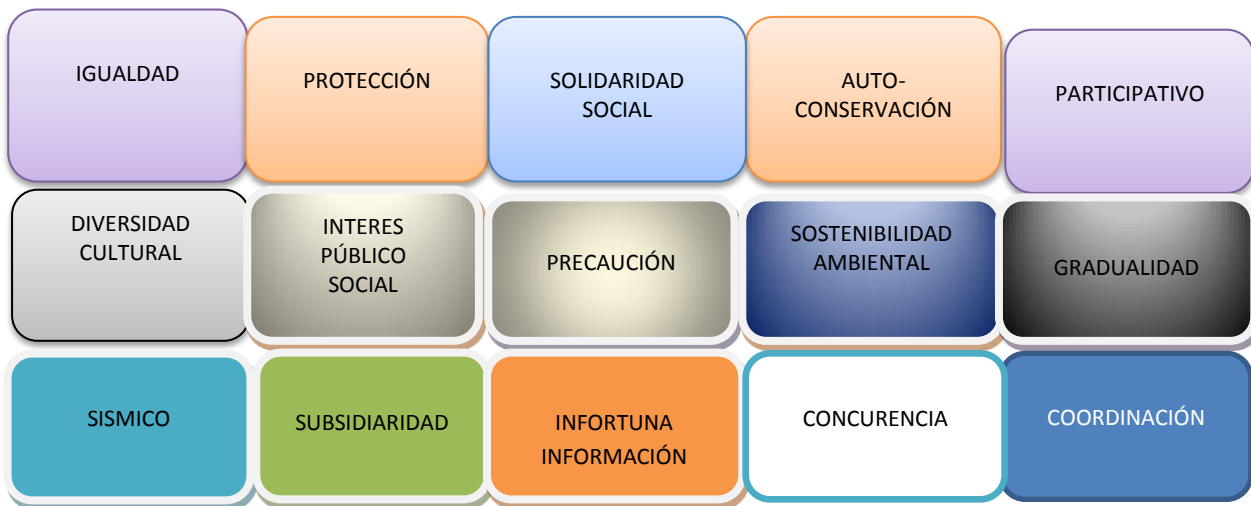 IGUALDAD
PROTECCIÓN
SOLIDARIDAD
SOCIAL
AUTO-
CONSERVACIÓN
PARTICIPATIVO
DIVERSIDAD
CULTURAL
INTERES
PÚBLICO
SOCIAL
PRECAUCIÓN
SOSTENIBILIDAD
AMBIENTAL
GRADUALIDAD
SISMICO
SUBSIDIARIDAD
INFORTUNA
INFORMACIÓN
CONCURENCIA
COORDINACIÓN